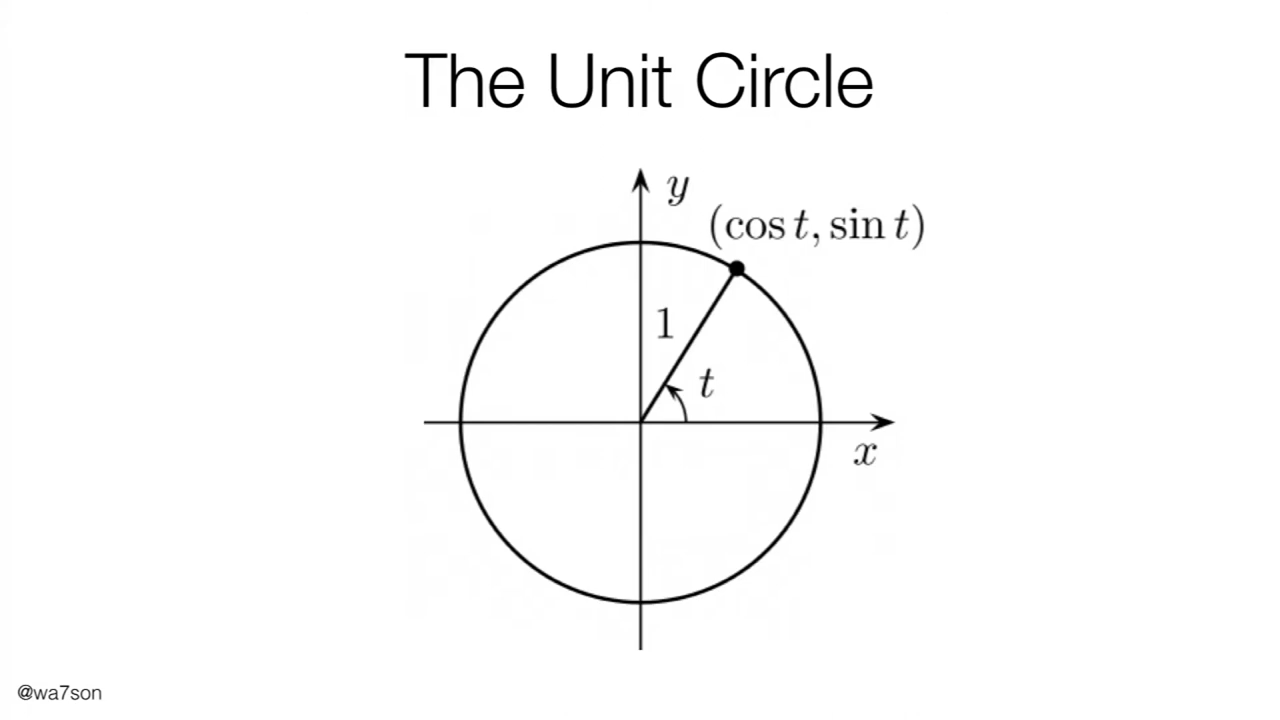 The Unit Circle
y
(cos t, sin t)
1
t
x
@wa7son